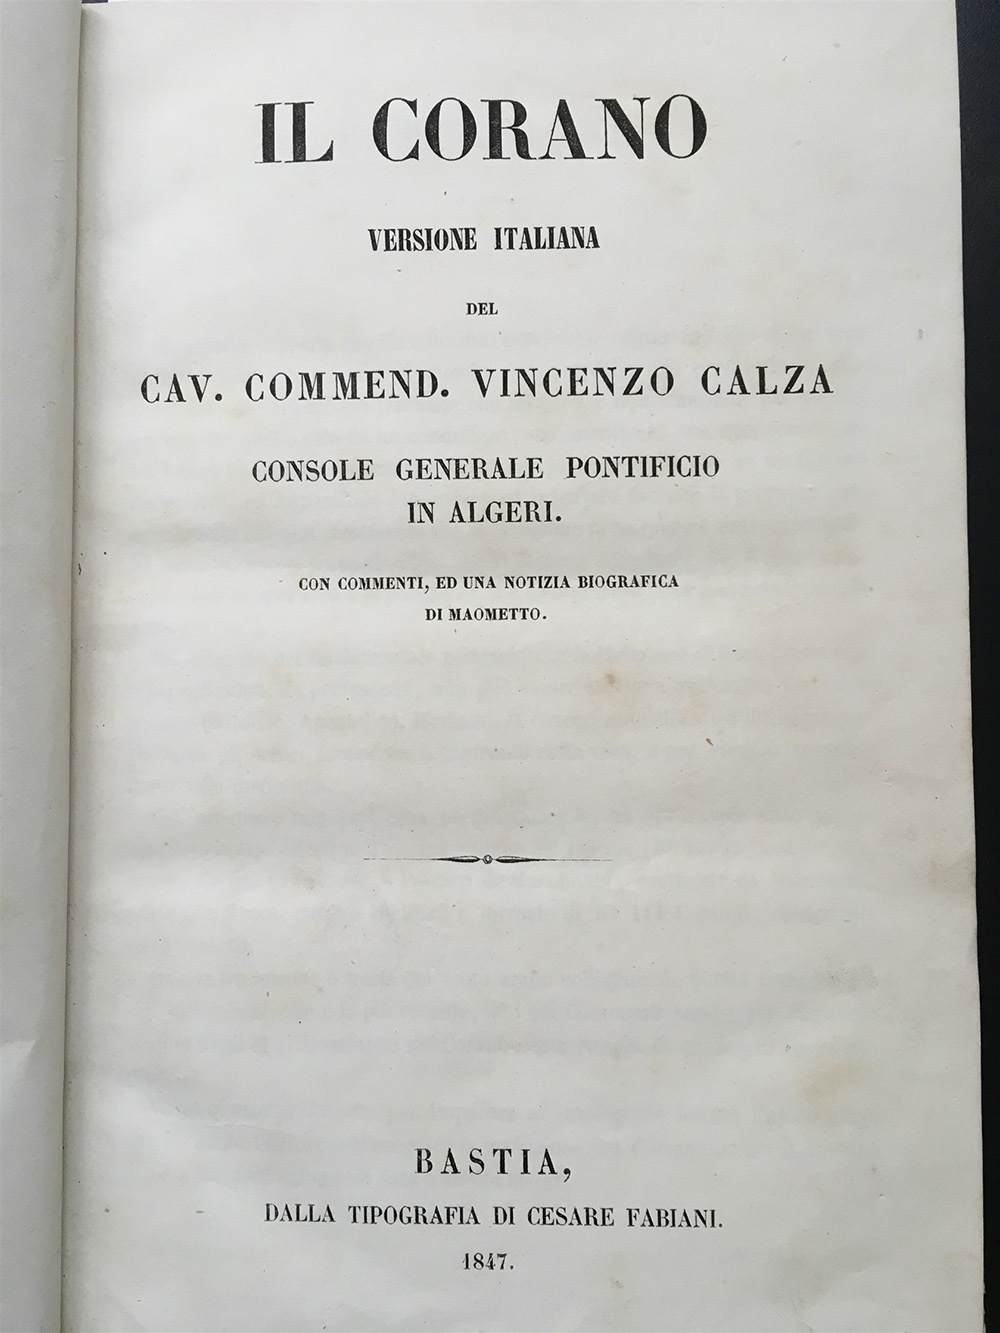 IL CORANO
VERSIONE ITALIANA
DEL
CAV. COMMEND. VINCENZO CALZA
CONSOLE GENERALE PONTIFICIO
IN ALGERI.
CON COMMENTI, ED UNA NOTIZIA BIOGRAFICA
DI MAOMETTO.
BASTIA,
DALLA TIPOGRAFIA DI CESARE FABIANI.
1847.